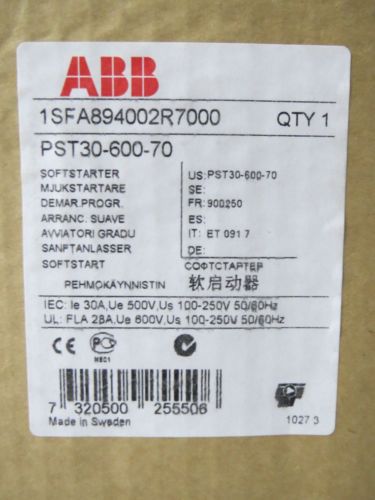 ABB
1SFA894002R7000 QTY 1
PST30-600-70
SOFTSTARTER US: PST30-600-70
MJUKSTARTARE SE:
DEMAR.PROGR. FR: 900250
ARRANC. SUAVE ES:
AVVIATORI GRADU IT: ET 091 7
SANFTANLASSER DE:
SOFTSTART СОФТСТАРТЕР
PEHMOKÄYNNISTIN 软启动器
IEC: Ie 30A,Ue 500V,Us 100-250V 50/60Hz
UL: FLA 28A,Ue 600V,Us 100-250V 50/60Hz
CE
7 320500 255506
Made in Sweden
1027 3